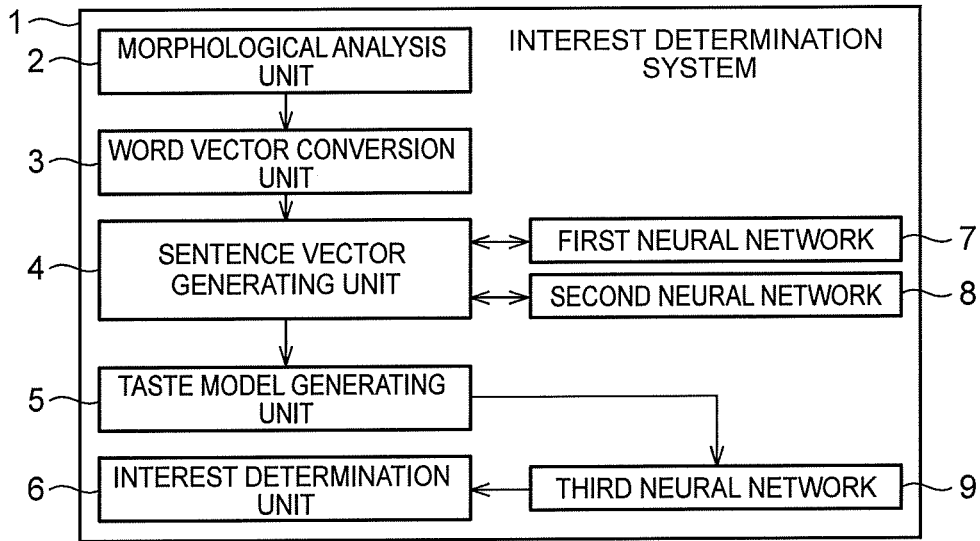 1
INTEREST DETERMINATION
SYSTEM
2
MORPHOLOGICAL ANALYSIS
UNIT
3
WORD VECTOR CONVERSION
UNIT
4
SENTENCE VECTOR
GENERATING UNIT
FIRST NEURAL NETWORK
7
SECOND NEURAL NETWORK
8
5
TASTE MODEL GENERATING
UNIT
6
INTEREST DETERMINATION
UNIT
THIRD NEURAL NETWORK
9